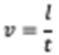 v = l/t